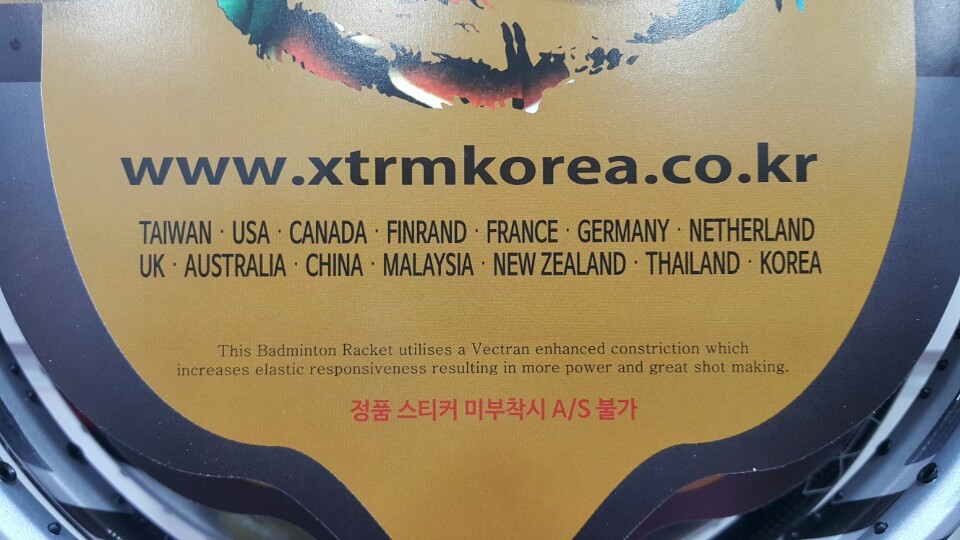 www.xtrmkorea.co.kr
TAIWAN · USA · CANADA · FINRAND · FRANCE · GERMANY · NETHERLAND
UK · AUSTRALIA · CHINA · MALAYSIA · NEW ZEALAND · THAILAND · KOREA
This Badminton Racket utilises a Vectran enhanced constriction which
increases elastic responsiveness resulting in more power and great shot making.
정품 스티커 미부착시 A/S 불가